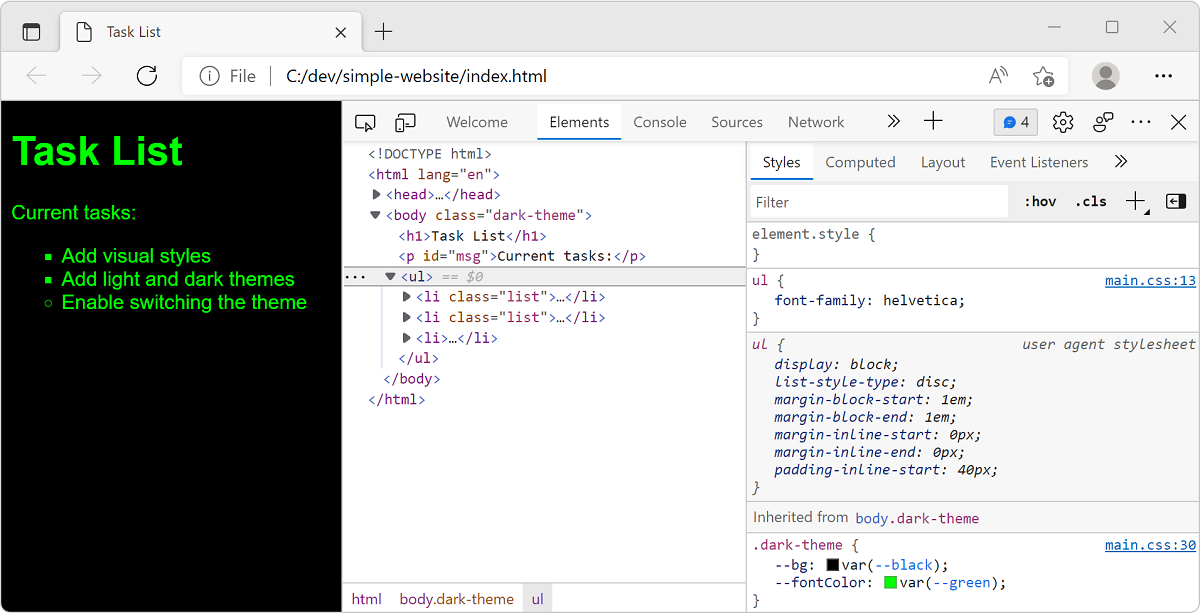 Task List
File C:/dev/simple-website/index.html
Task List
Current tasks:
Add visual styles
Add light and dark themes
Enable switching the theme
Welcome Elements Console Sources Network 4
<!DOCTYPE html>
<html lang="en">
<head>…</head>
<body class="dark-theme">
<h1>Task List</h1>
<p id="msg">Current tasks:</p>
<ul> == $0
<li class="list">…</li>
<li class="list">…</li>
<li>…</li>
</ul>
</body>
</html>
html body.dark-theme ul
Styles Computed Layout Event Listeners
Filter :hov .cls
element.style {
}
ul { main.css:13
font-family: helvetica;
}
ul { user agent stylesheet
display: block;
list-style-type: disc;
margin-block-start: 1em;
margin-block-end: 1em;
margin-inline-start: 0px;
margin-inline-end: 0px;
padding-inline-start: 40px;
}
Inherited from body.dark-theme
.dark-theme { main.css:30
--bg: var(--black);
--fontColor: var(--green);
}